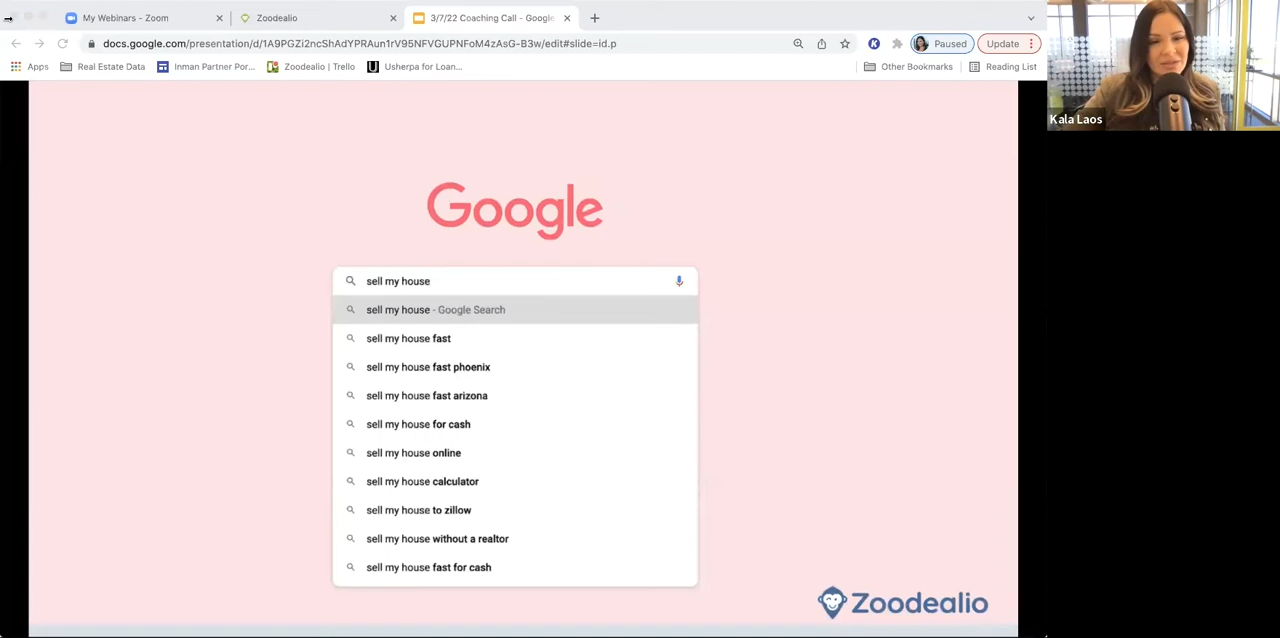 My Webinars - Zoom
Zoodealio
3/7/22 Coaching Call - Google
docs.google.com/presentation/d/1A9PGZi2ncShAdYPRAun1rV95NFVGUPNFoM4zAsG-B3w/edit#slide=id.p
Paused
Update
Apps
Real Estate Data
Inman Partner Por...
Zoodealio | Trello
Usherpa for Loan...
Other Bookmarks
Reading List
Kala Laos
Google
sell my house
sell my house - Google Search
sell my house fast
sell my house fast phoenix
sell my house fast arizona
sell my house for cash
sell my house online
sell my house calculator
sell my house to zillow
sell my house without a realtor
sell my house fast for cash
Zoodealio